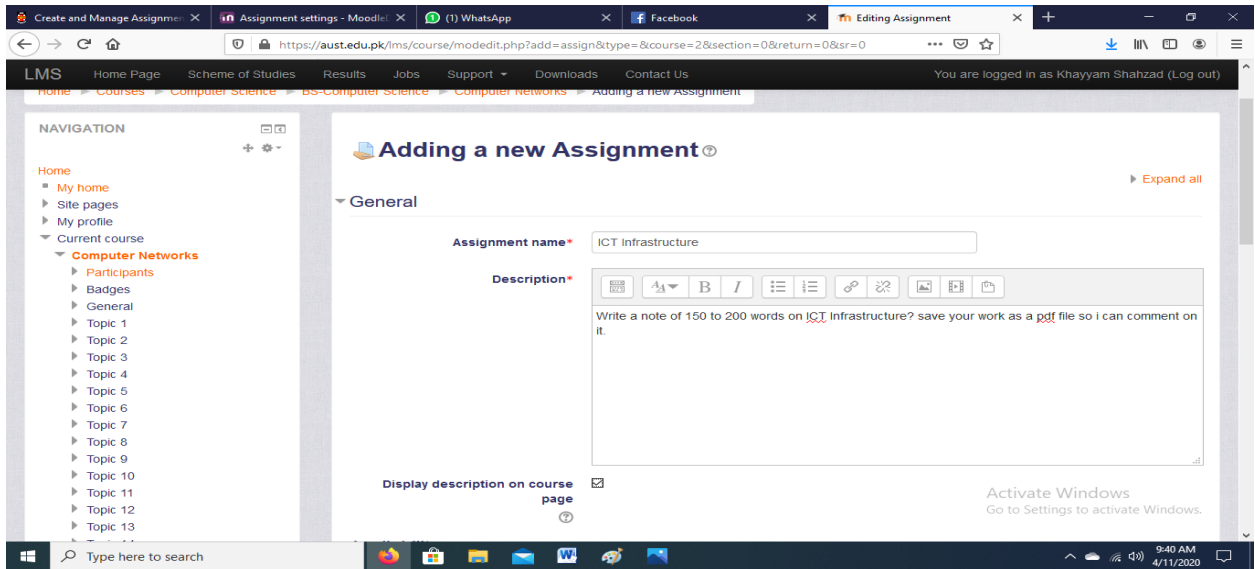 Create and Manage Assignmen
Assignment settings - Moodle
(1) WhatsApp
Facebook
Editing Assignment
https://aust.edu.pk/lms/course/modedit.php?add=assign&type=&course=2&section=0&return=0&sr=0
LMS Home Page Scheme of Studies Results Jobs Support Downloads Contact Us You are logged in as Khayyam Shahzad (Log out)
Home Courses Computer Science BS-Computer Science Computer Networks Adding a new Assignment
NAVIGATION
Home
My home
Site pages
My profile
Current course
Computer Networks
Participants
Badges
General
Topic 1
Topic 2
Topic 3
Topic 4
Topic 5
Topic 6
Topic 7
Topic 8
Topic 9
Topic 10
Topic 11
Topic 12
Topic 13
Adding a new Assignment
Expand all
General
Assignment name* ICT Infrastructure
Description*
Write a note of 150 to 200 words on ICT Infrastructure? save your work as a pdf file so i can comment on
it.
Display description on course
page
Activate Windows
Go to Settings to activate Windows.
Type here to search
9:40 AM
4/11/2020